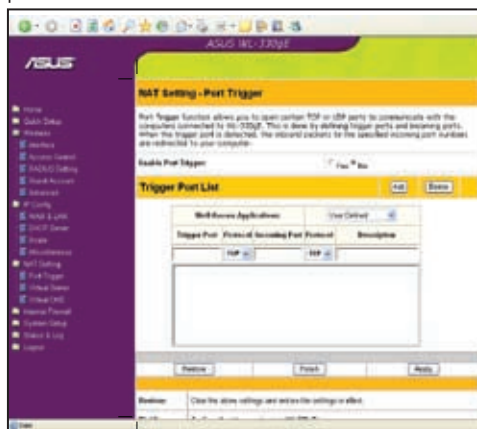 ASUS WL-330gE
ASUS
Home
Quick Setup
Wireless
Interface
Access Control
RADIUS Setting
Advanced
IP Config
WAN & LAN
DHCP Server
Route
Miscellaneous
NAT Setting
Port Trigger
Virtual Server
Virtual DMZ
Internet Firewall
System Setup
Status & Log
Logout
NAT Setting - Port Trigger
Port Trigger function allows you to open certain TCP or UDP ports to communicate with the
computers connected to WL-330gE. This is done by defining trigger ports and incoming ports.
When the trigger port is detected, the inbound packets to the specified incoming port numbers
are redirected to your computer.
Enable Port Trigger: Yes No
Trigger Port List
Add
Well-Known Applications: User Defined
Trigger Port Protocol Incoming Port Protocol Description
TCP TCP
Restore
Finish
Apply
Restore: Clear the above settings and restore the settings in effect.